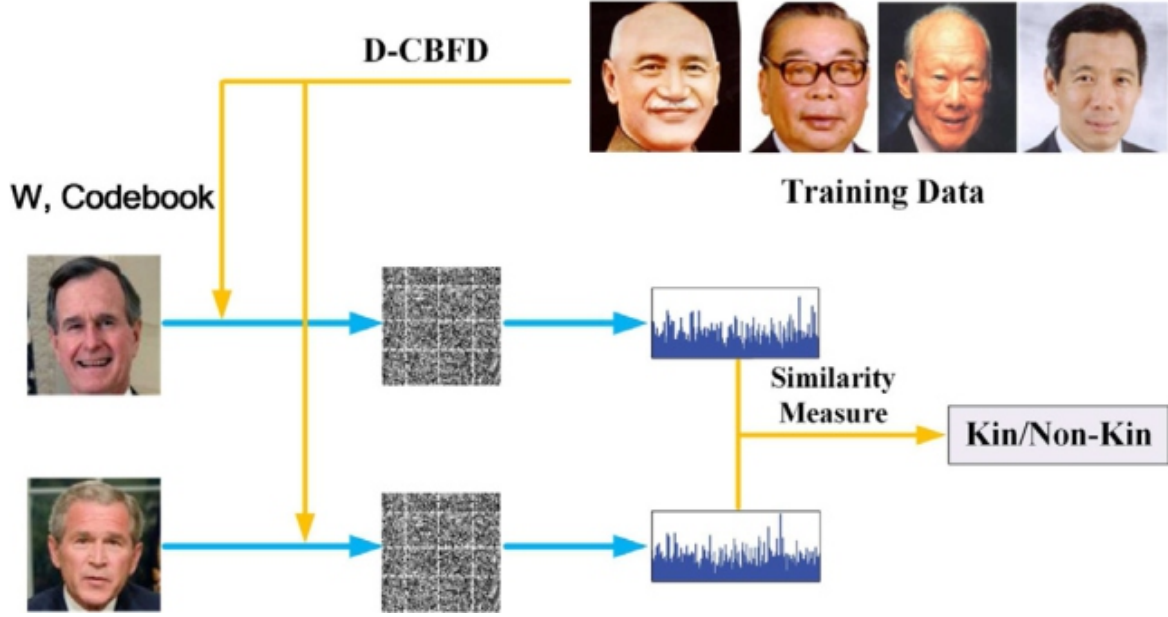 D-CBFD
Training Data
W, Codebook
Similarity
Measure
Kin/Non-Kin